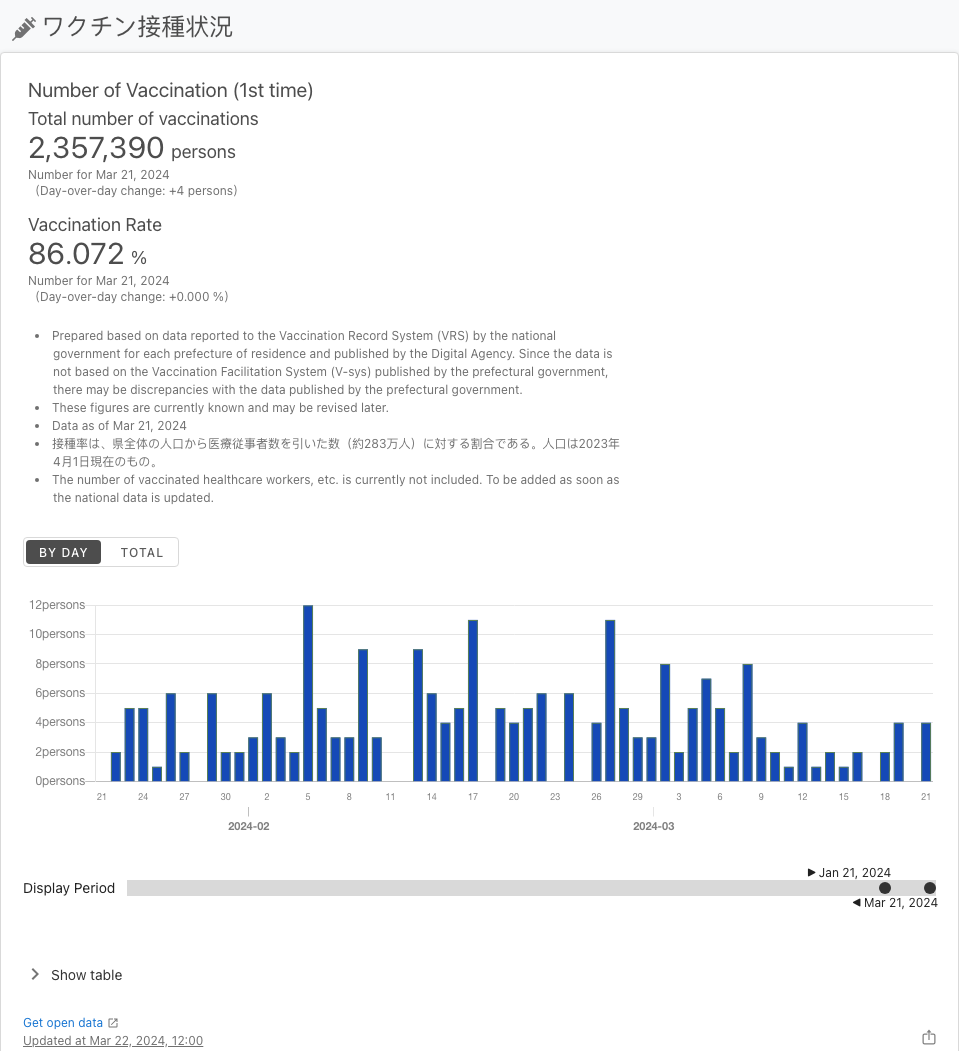 ワクチン接種状況
Number of Vaccination (1st time)
Total number of vaccinations
2,357,390 persons
Number for Mar 21, 2024
(Day-over-day change: +4 persons)
Vaccination Rate
86.072 %
Number for Mar 21, 2024
(Day-over-day change: +0.000 %)
• Prepared based on data reported to the Vaccination Record System (VRS) by the national
government for each prefecture of residence and published by the Digital Agency. Since the data is
not based on the Vaccination Facilitation System (V-sys) published by the prefectural government,
there may be discrepancies with the data published by the prefectural government.
• These figures are currently known and may be revised later.
• Data as of Mar 21, 2024
• 接種率は、県全体の人口から医療従事者数を引いた数（約283万人）に対する割合である。人口は2023年
4月1日現在のもの。
• The number of vaccinated healthcare workers, etc. is currently not included. To be added as soon as
the national data is updated.
BY DAY TOTAL
12persons
10persons
8persons
6persons
4persons
2persons
0persons
21 24 27 30 2 5 8 11 14 17 20 23 26 29 3 6 9 12 15 18 21
2024-02 2024-03
Jan 21, 2024
Display Period
Mar 21, 2024
Show table
Get open data
Updated at Mar 22, 2024, 12:00